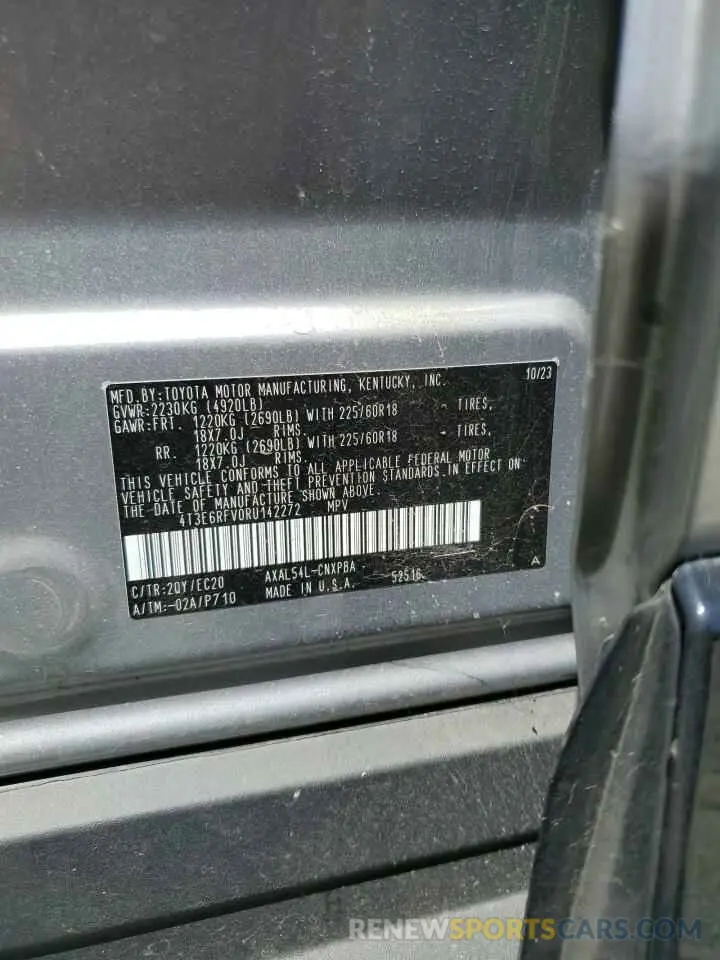 MFD. BY: TOYOTA MOTOR MANUFACTURING, KENTUCKY, INC. 10/23
GVWR: 2230KG (4920LB)
GAWR: FRT. 1220KG (2690LB) WITH 225/60R18 - TIRES,
18X7.0J - RIMS.
RR. 1220KG (2690LB) WITH 225/60R18 - TIRES,
18X7.0J - RIMS.
THIS VEHICLE CONFORMS TO ALL APPLICABLE FEDERAL MOTOR
VEHICLE SAFETY AND THEFT PREVENTION STANDARDS IN EFFECT ON
THE DATE OF MANUFACTURE SHOWN ABOVE.
4T3E6RFV0RU142272 MPV
C/TR: 2QY/EC20 AXAL54L-CNXPBA 52516 A
A/TM: -02A/P710 MADE IN U.S.A.
RENEWSPORTSCARS.COM